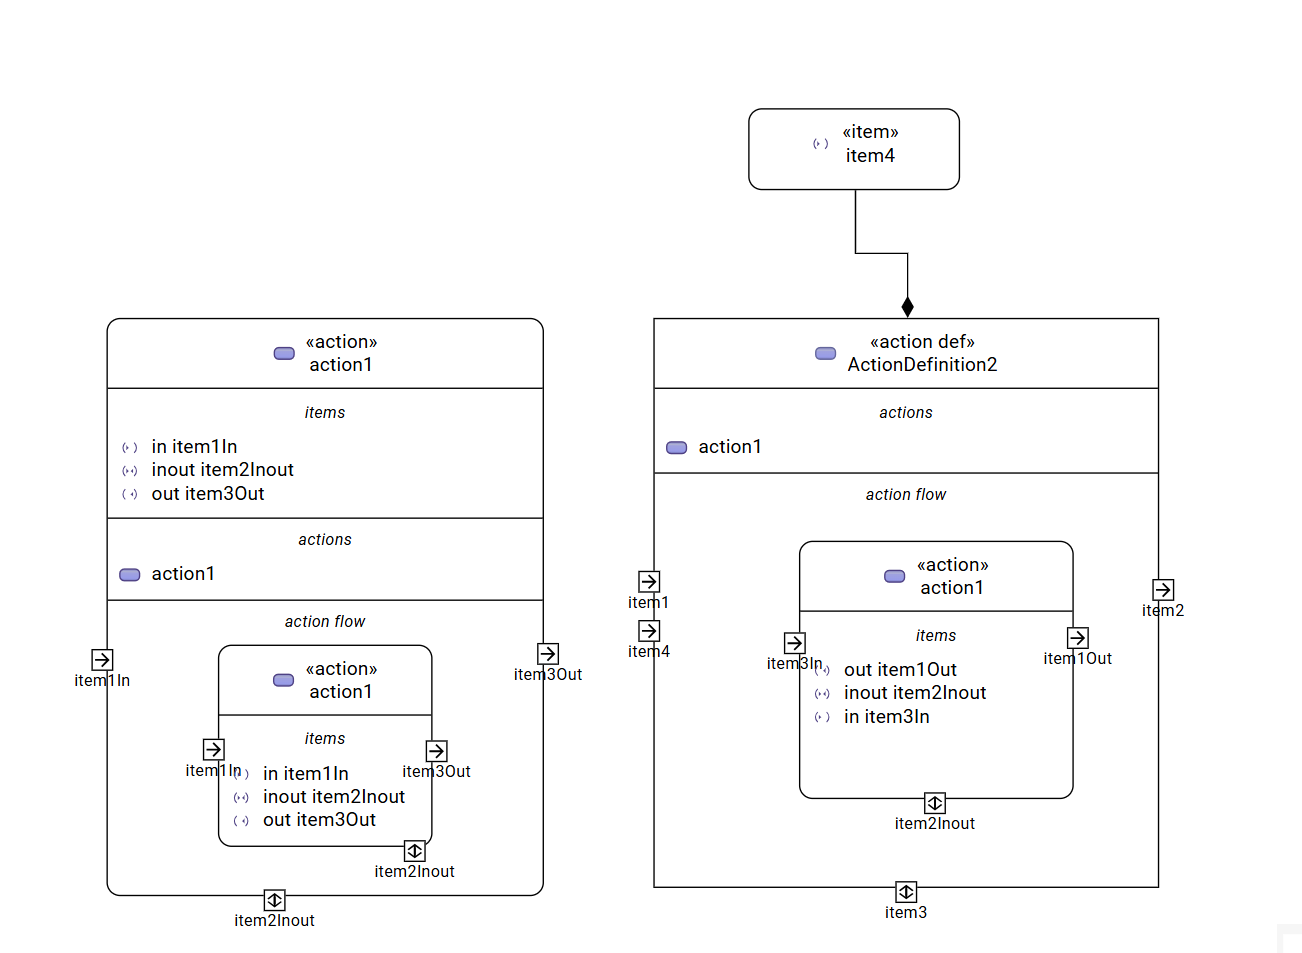 «item»
item4
«action»
action1
items
in item1In
inout item2Inout
out item3Out
actions
action1
action flow
item1In
item3Out
«action»
action1
items
item1In
item3Out
in item1In
inout item2Inout
out item3Out
item2Inout
item2Inout
«action def»
ActionDefinition2
actions
action1
action flow
item1
item4
item2
«action»
action1
items
item3In
item1Out
out item1Out
inout item2Inout
in item3In
item2Inout
item3